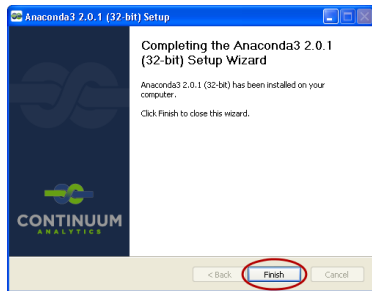 Anaconda3 2.0.1 (32-bit) Setup
Completing the Anaconda3 2.0.1
(32-bit) Setup Wizard
Anaconda3 2.0.1 (32-bit) has been installed on your
computer.
Click Finish to close this wizard.
CONTINUUM
ANALYTICS
< Back Finish Cancel